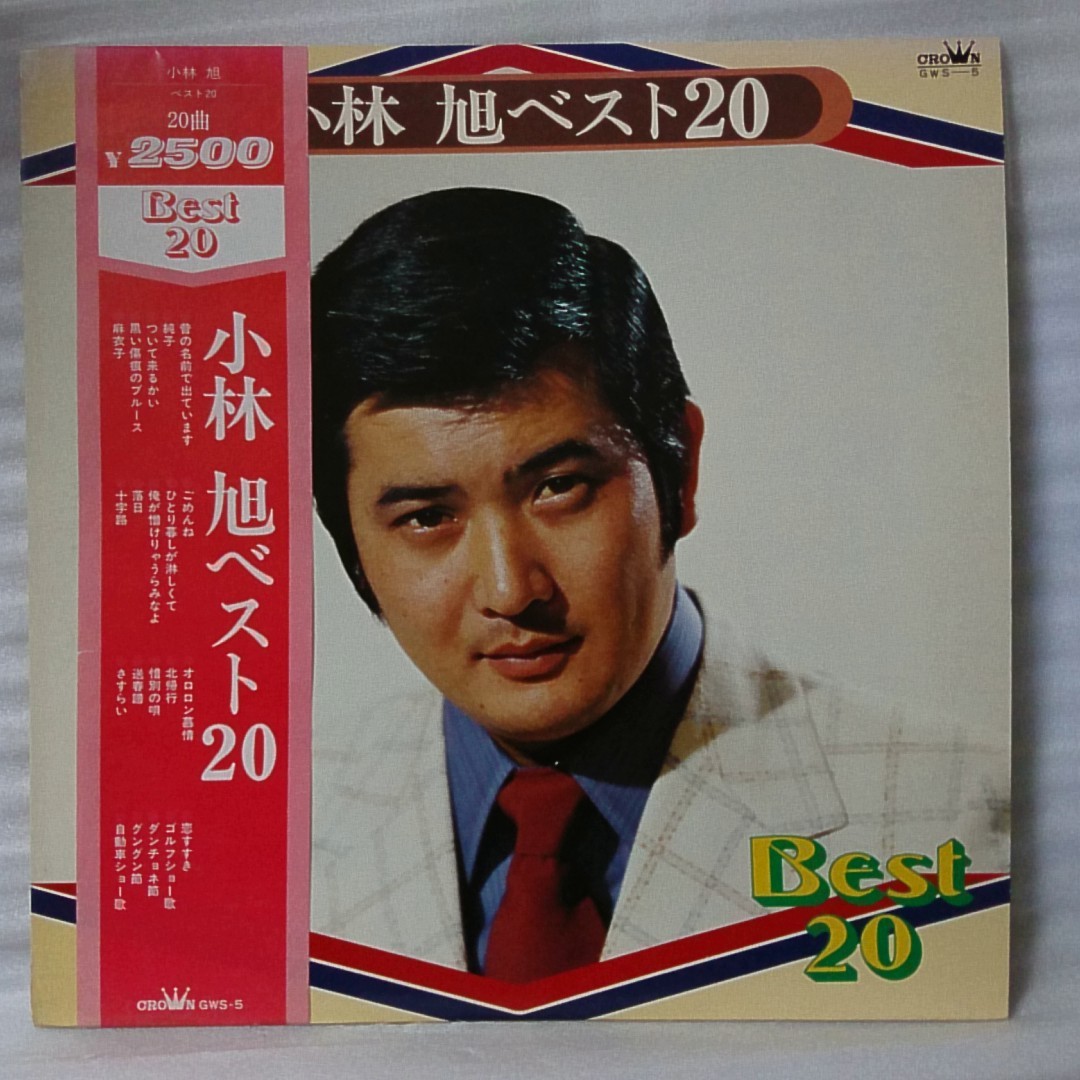 小林 旭
ベスト20
20曲
¥2500
Best
20
小林 旭ベスト20
昔の名前で出ています
純子
ついて来るかい
黒い傷痕のブルース
麻衣子
ごめんね
ひとり暮しが淋しくて
俺が憎けりゃうらみなよ
落日
十字路
オロロン慕情
北帰行
惜別の唄
送春譜
さすらい
恋すすき
ゴルフショー歌
ダンチョネ節
グングン節
自動車ショー歌
CROWN GWS-5
小林 旭ベスト20
CROWN
GWS-5
Best
20